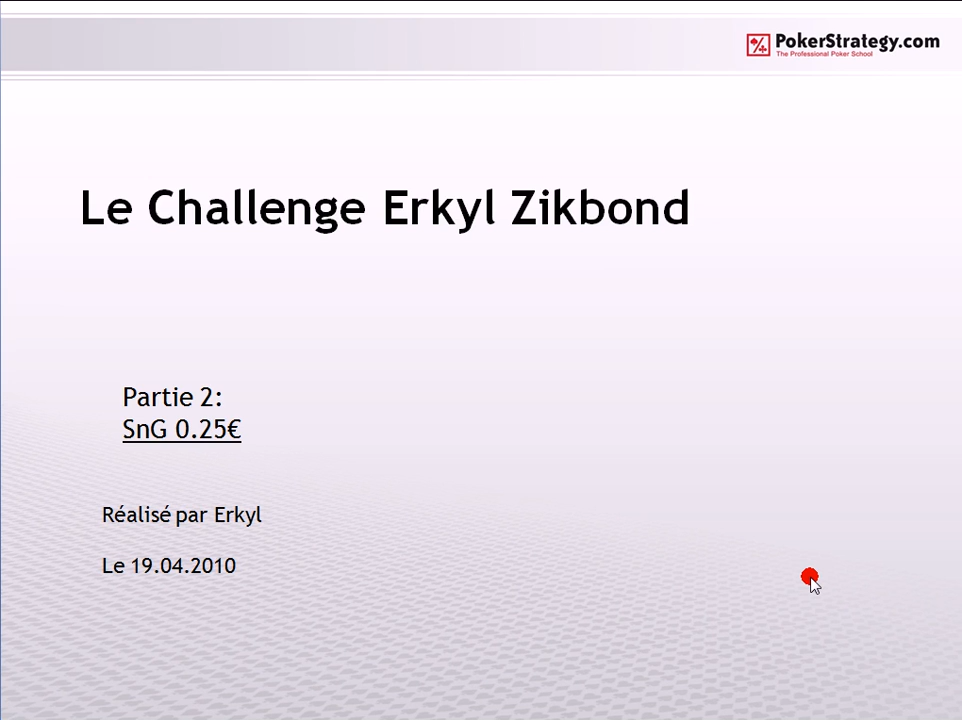 PokerStrategy.com
The Professional Poker School
Le Challenge Erkyl Zikbond
Partie 2:
SnG 0.25€
Réalisé par Erkyl
Le 19.04.2010